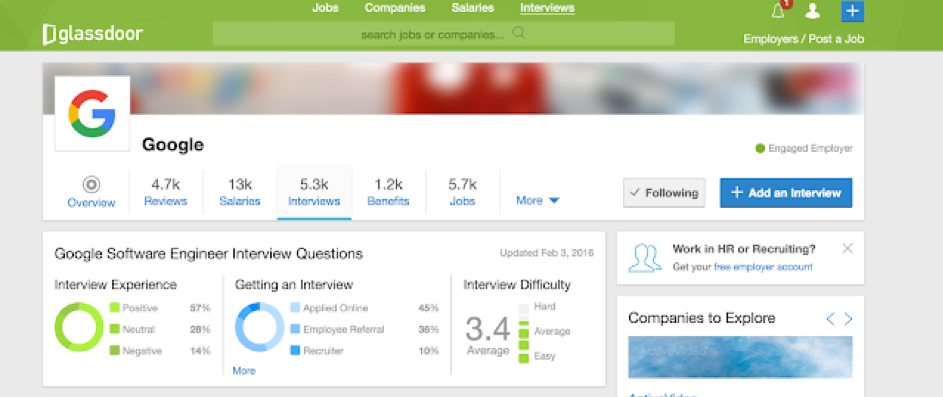 Jobs Companies Salaries Interviews
1
glassdoor
search jobs or companies...
Employers / Post a Job
G
Google
Engaged Employer
4.7k 13k 5.3k 1.2k 5.7k
Overview Reviews Salaries Interviews Benefits Jobs More
Following
+ Add an Interview
Google Software Engineer Interview Questions
Updated Feb 3, 2016
Interview Experience
Positive 57%
Neutral 28%
Negative 14%
Getting an Interview
Applied Online 45%
Employee Referral 36%
Recruiter 10%
More
Interview Difficulty
3.4
Average
Hard
Average
Easy
Work in HR or Recruiting?
Get your free employer account
Companies to Explore
ActiveVideo
ActiveVideo